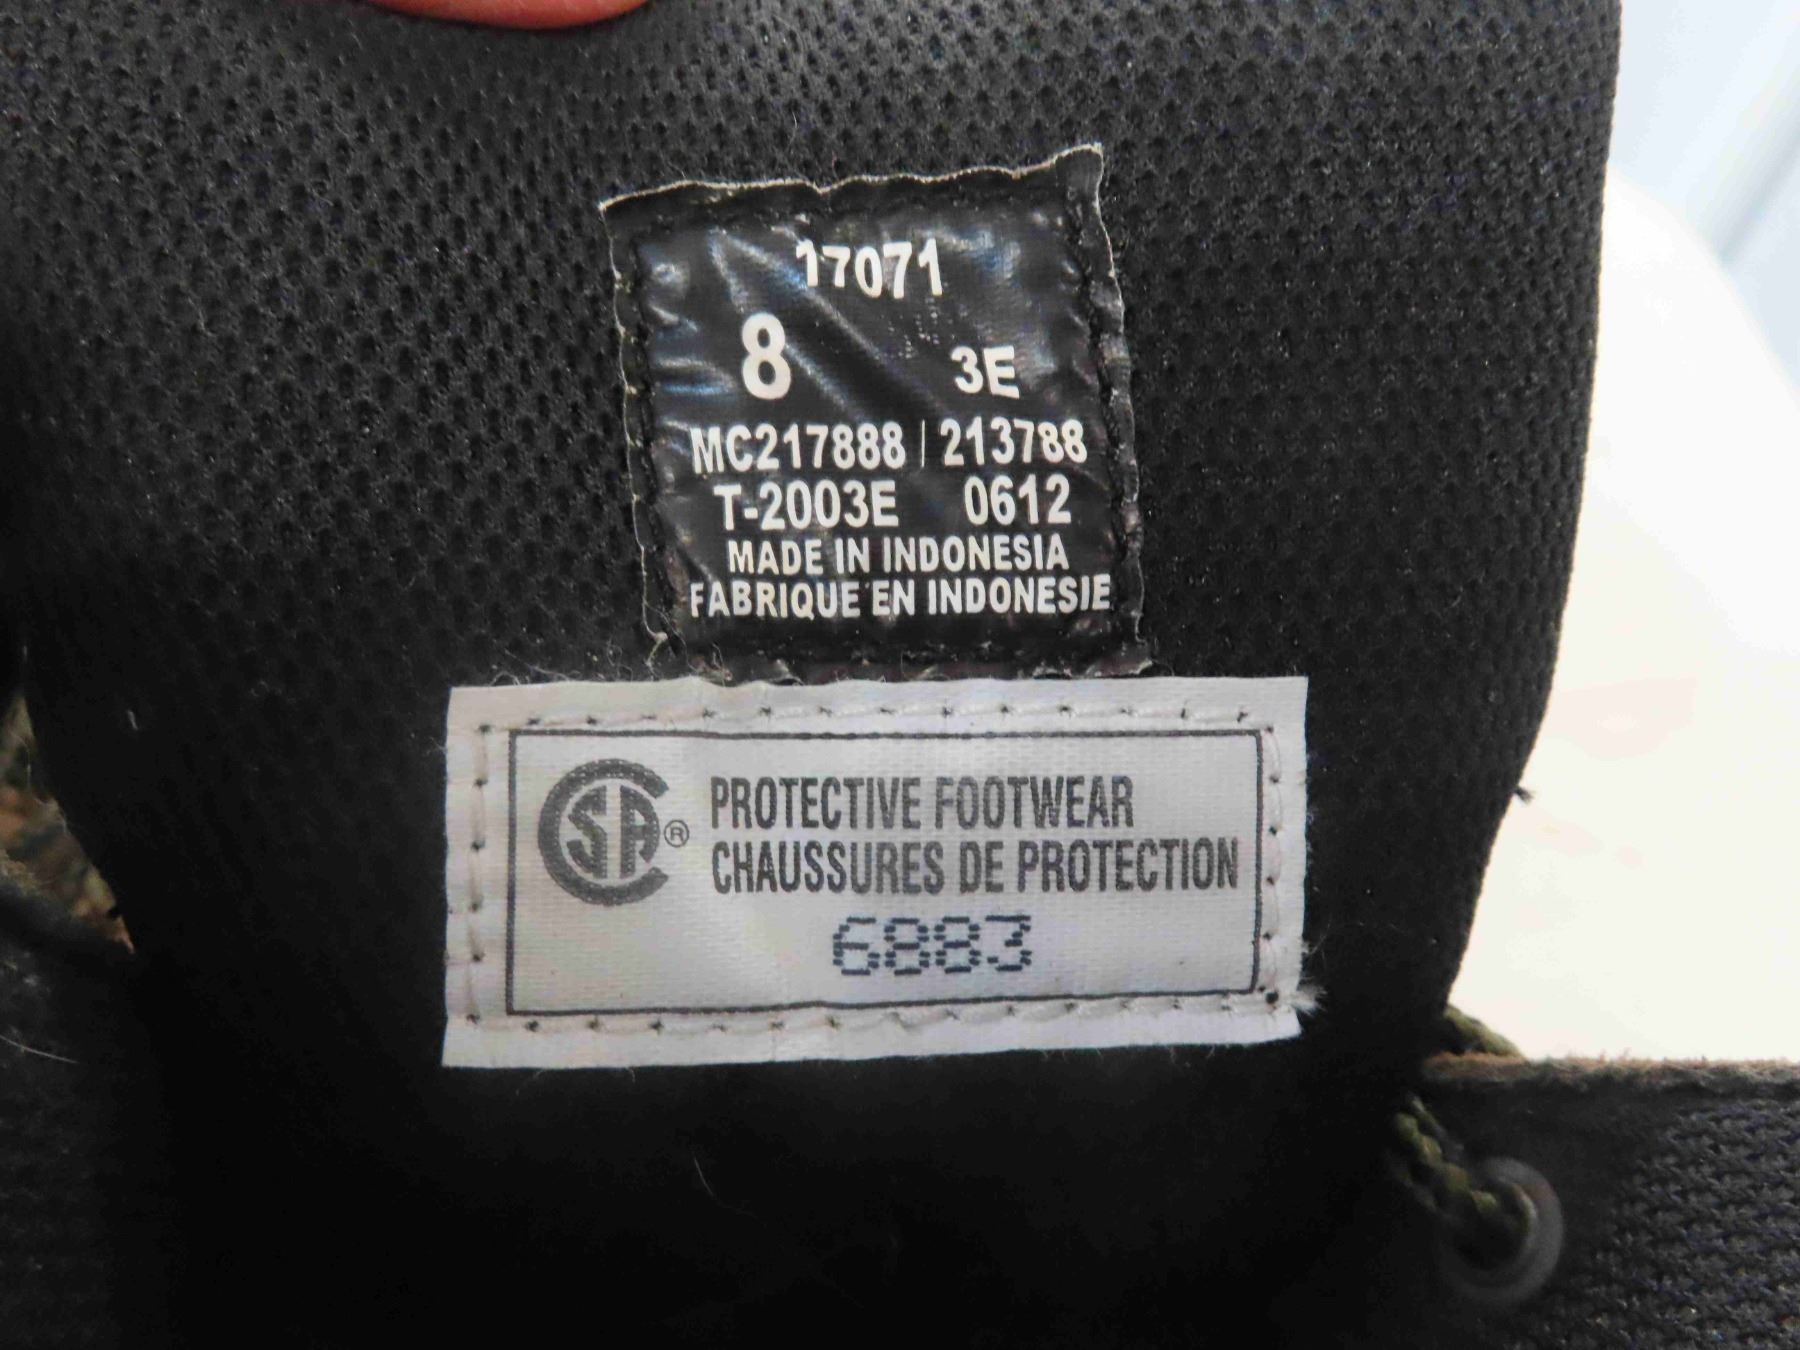 17071
8 3E
MC217888 | 213788
T-2003E 0612
MADE IN INDONESIA
FABRIQUE EN INDONESIE
CSA® PROTECTIVE FOOTWEAR
CHAUSSURES DE PROTECTION
6883